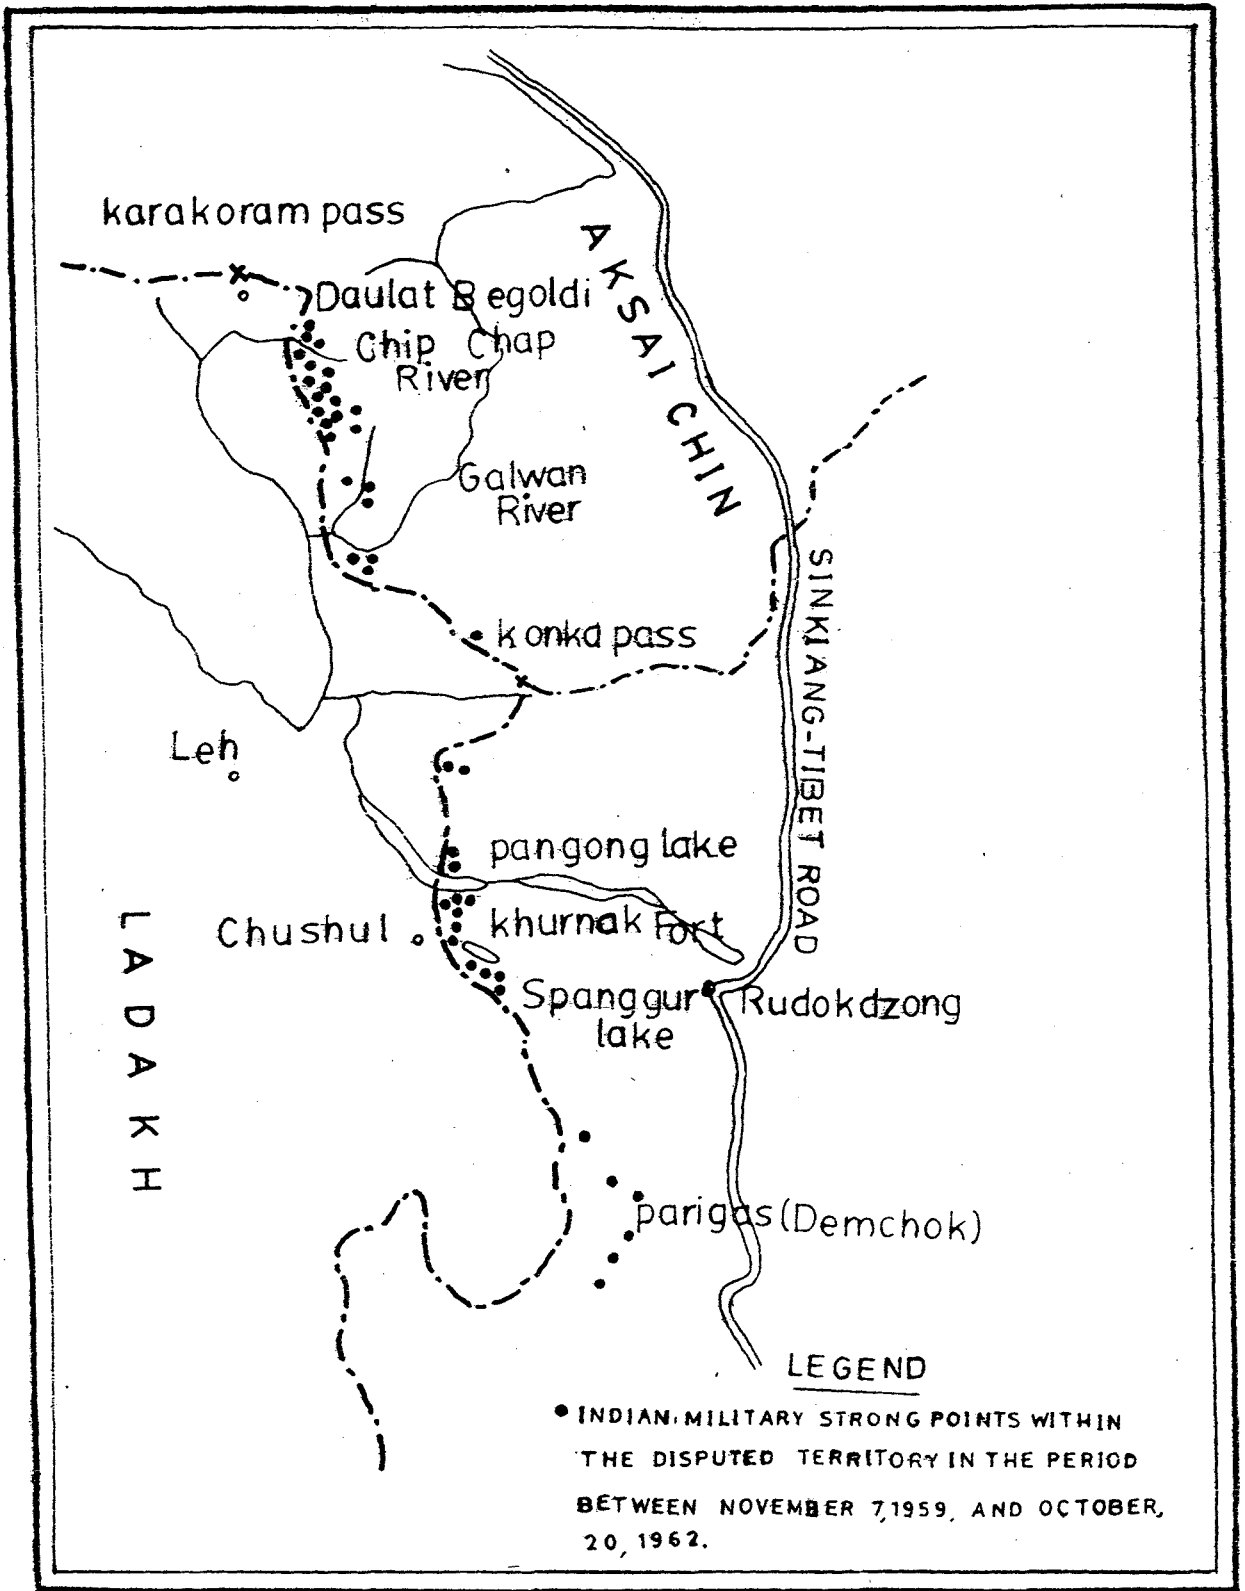 karakoram pass
Daulat Begoldi
Chip Chap
River
AKSAI CHIN
Galwan
River
SINKIANG-TIBET ROAD
konka pass
Leh
pangong lake
LADAKH
Chushul
khurnak Fort
Spanggur
lake
Rudokdzong
parigas (Demchok)
LEGEND
INDIAN MILITARY STRONG POINTS WITHIN
THE DISPUTED TERRITORY IN THE PERIOD
BETWEEN NOVEMBER 7,1959, AND OCTOBER,
20, 1962.